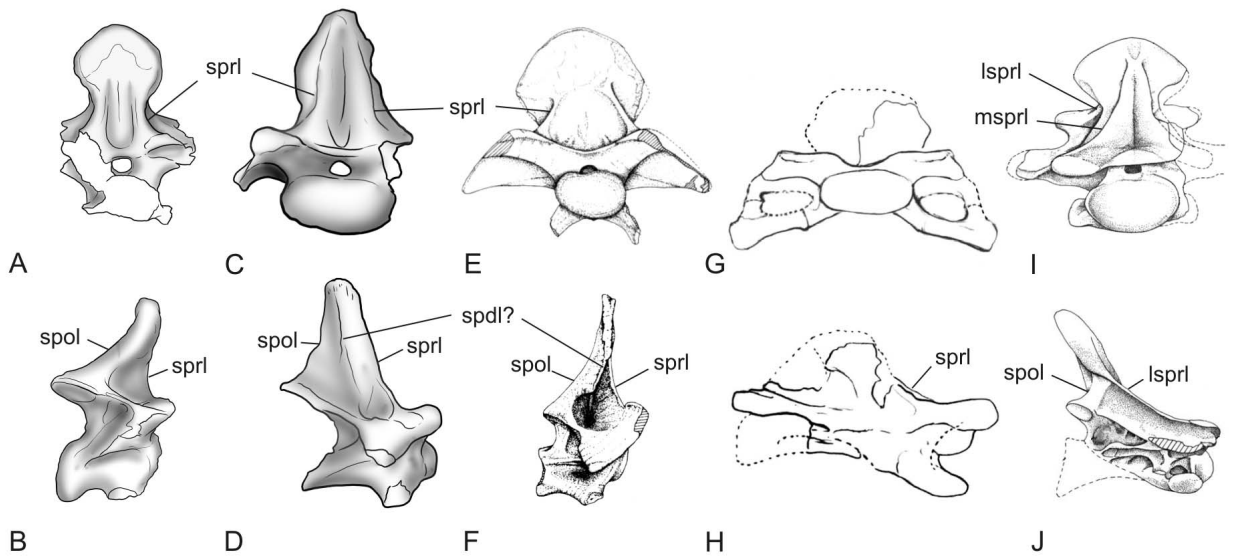 sprl
sprl
lsprl
msprl
A
C
E
G
I
spol
sprl
spol
spdl?
sprl
spol
sprl
sprl
spol
lsprl
B
D
F
H
J